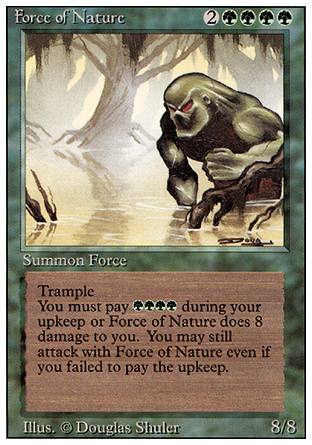 Force of Nature 2
Summon Force
Trample
You must pay during your
upkeep or Force of Nature does 8
damage to you. You may still
attack with Force of Nature even if
you failed to pay the upkeep.
Illus. © Douglas Shuler 8/8